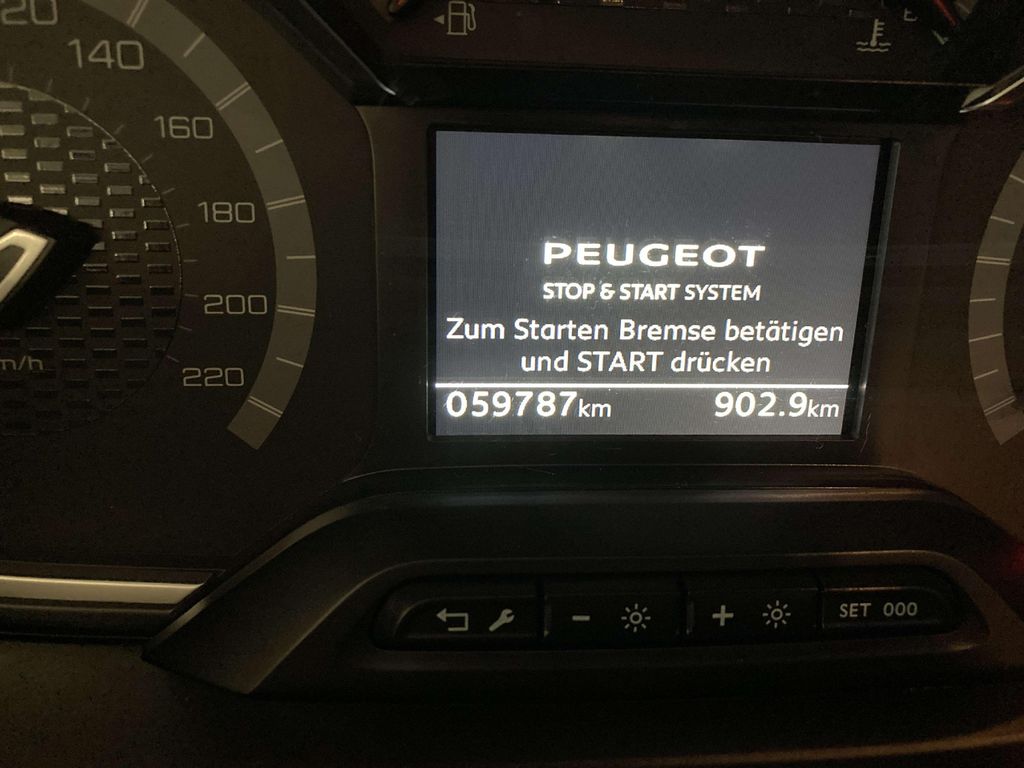 140
160
180
200
220
PEUGEOT
STOP & START SYSTEM
Zum Starten Bremse betätigen
und START drücken
059787km 902.9km
- +
SET 000